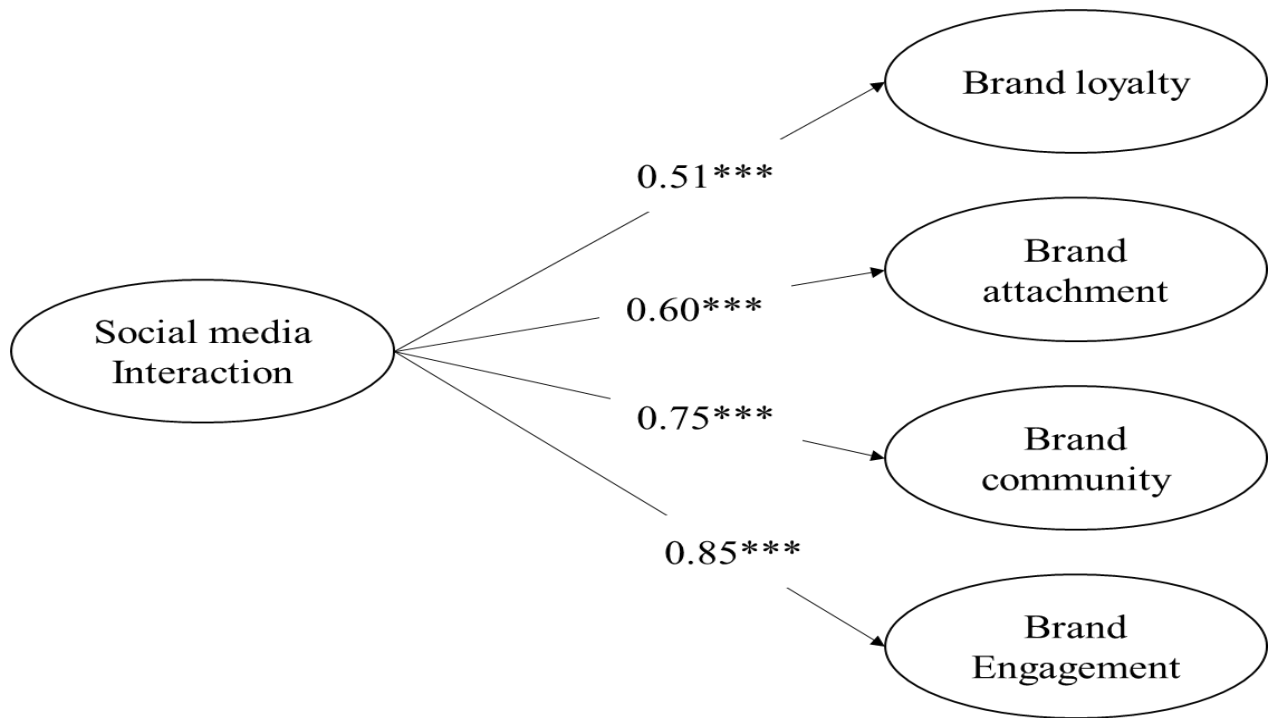 Brand loyalty
0.51***
Brand
attachment
0.60***
Social media
Interaction
0.75***
Brand
community
0.85***
Brand
Engagement